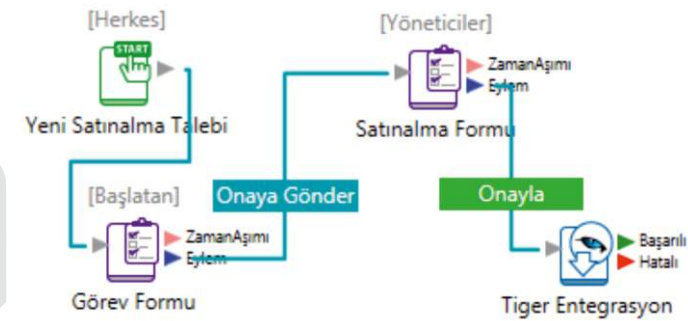 [Herkes]
START
Yeni Satınalma Talebi
[Başlatan]
ZamanAşımı
Eylem
Görev Formu
Onaya Gönder
[Yöneticiler]
ZamanAşımı
Eylem
Satınalma Formu
Onayla
Başarılı
Hatalı
Tiger Entegrasyon